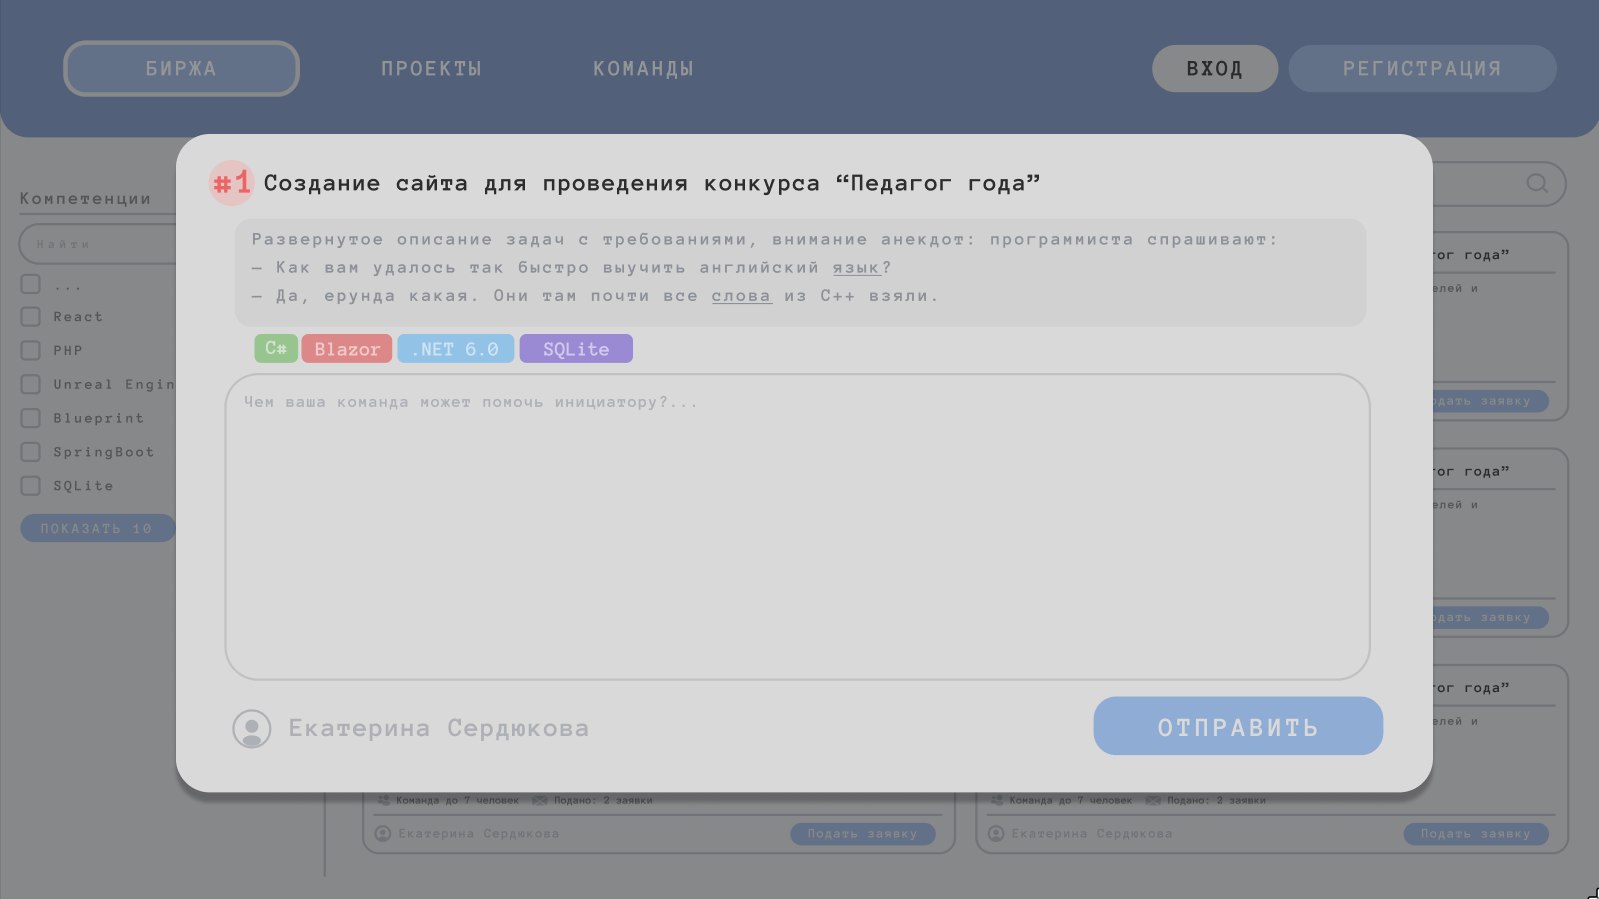 БИРЖА
ПРОЕКТЫ
КОМАНДЫ
ВХОД
РЕГИСТРАЦИЯ
Компетенции
Найти
...
React
PHP
Unreal Engin
Blueprint
SpringBoot
SQLite
ПОКАЗАТЬ 10
#1 Создание сайта для проведения конкурса “Педагог года”
Развернутое описание задач с требованиями, внимание анекдот: программиста спрашивают:
— Как вам удалось так быстро выучить английский язык?
— Да, ерунда какая. Они там почти все слова из C++ взяли.
C# Blazor .NET 6.0 SQLite
Чем ваша команда может помочь инициатору?...
Екатерина Сердюкова
ОТПРАВИТЬ
ог года”
елей и
одать заявку
ог года”
елей и
одать заявку
ог года”
елей и
Команда до 7 человек Подано: 2 заявки
Екатерина Сердюкова Подать заявку
Команда до 7 человек Подано: 2 заявки
Екатерина Сердюкова Подать заявку